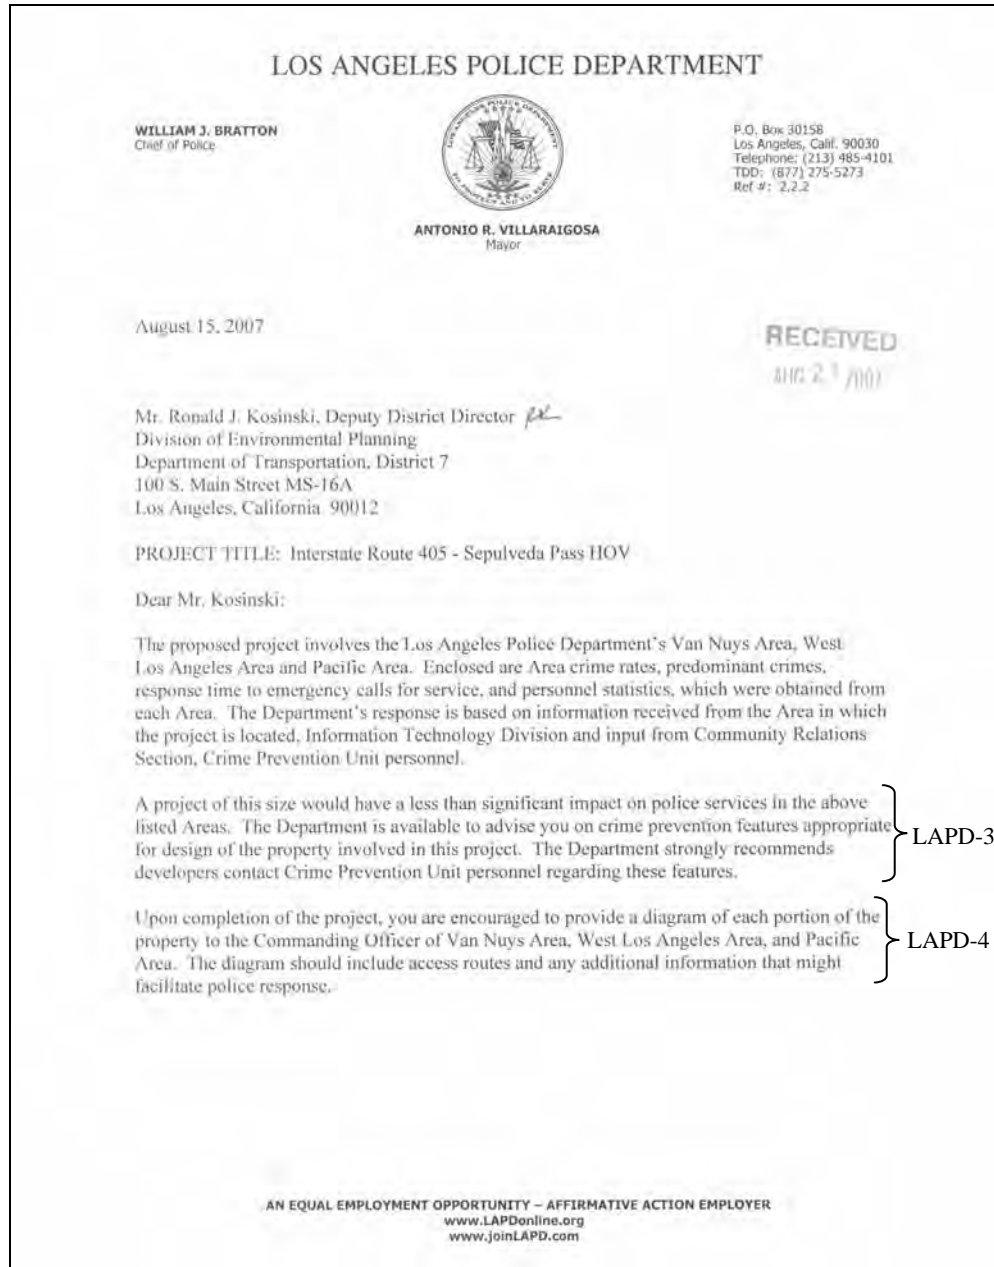 LOS ANGELES POLICE DEPARTMENT
WILLIAM J. BRATTON
Chief of Police
LOS ANGELES POLICE DEPARTMENT
TO PROTECT AND TO SERVE
P.O. Box 30158
Los Angeles, Calif. 90030
Telephone: (213) 485-4101
TDD: (877) 275-5273
Ref #: 2.2.2
ANTONIO R. VILLARAIGOSA
Mayor
August 15, 2007
RECEIVED
Mr. Ronald J. Kosinski, Deputy District Director
Division of Environmental Planning
Department of Transportation, District 7
100 S. Main Street MS-16A
Los Angeles, California 90012
PROJECT TITLE: Interstate Route 405 - Sepulveda Pass HOV
Dear Mr. Kosinski:
The proposed project involves the Los Angeles Police Department's Van Nuys Area, West
Los Angeles Area and Pacific Area. Enclosed are Area crime rates, predominant crimes,
response time to emergency calls for service, and personnel statistics, which were obtained from
each Area. The Department's response is based on information received from the Area in which
the project is located, Information Technology Division and input from Community Relations
Section, Crime Prevention Unit personnel.
A project of this size would have a less than significant impact on police services in the above
listed Areas. The Department is available to advise you on crime prevention features appropriate
for design of the property involved in this project. The Department strongly recommends
developers contact Crime Prevention Unit personnel regarding these features.
LAPD-3
Upon completion of the project, you are encouraged to provide a diagram of each portion of the
property to the Commanding Officer of Van Nuys Area, West Los Angeles Area, and Pacific
Area. The diagram should include access routes and any additional information that might
facilitate police response.
LAPD-4
AN EQUAL EMPLOYMENT OPPORTUNITY – AFFIRMATIVE ACTION EMPLOYER
www.LAPDonline.org
www.joinLAPD.com